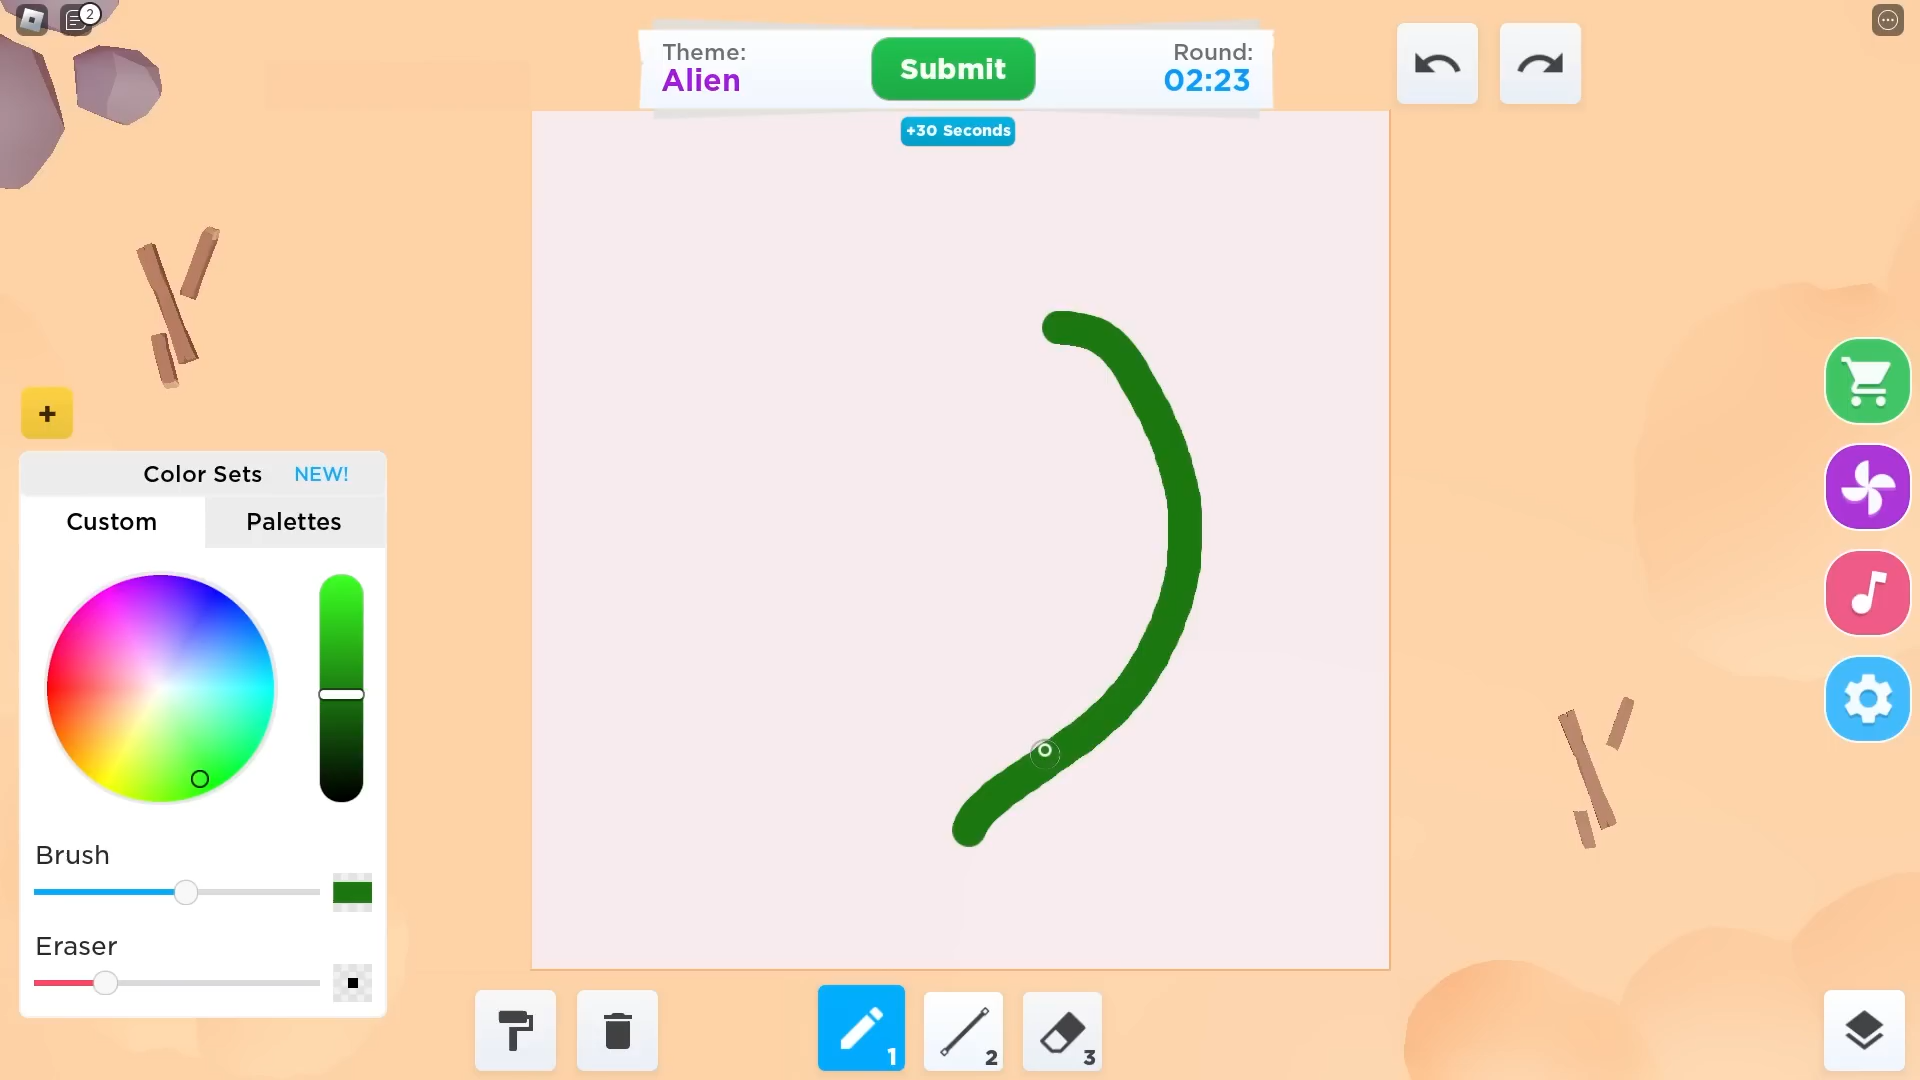 2
Theme:
Alien
Submit
Round:
02:23
+30 Seconds
+
Color Sets NEW!
Custom Palettes
Brush
Eraser
1
2
3